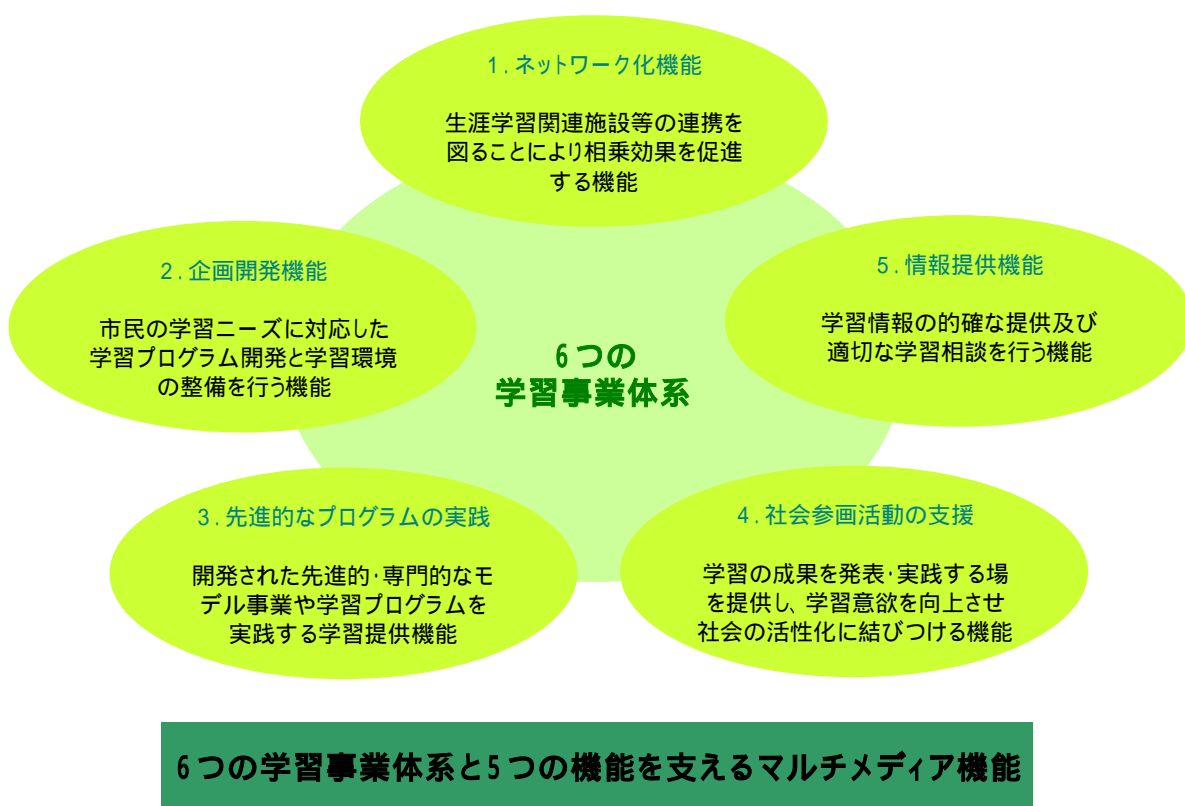 1.ネットワーク化機能
生涯学習関連施設等の連携を
図ることにより相乗効果を促進
する機能
2.企画開発機能
市民の学習ニーズに対応した
学習プログラム開発と学習環境
の整備を行う機能
5.情報提供機能
学習情報の的確な提供及び
適切な学習相談を行う機能
6つの
学習事業体系
3.先進的なプログラムの実践
開発された先進的･専門的なモ
デル事業や学習プログラムを
実践する学習提供機能
4.社会参画活動の支援
学習の成果を発表･実践する場
を提供し、学習意欲を向上させ
社会の活性化に結びつける機能
6つの学習事業体系と5つの機能を支えるマルチメディア機能